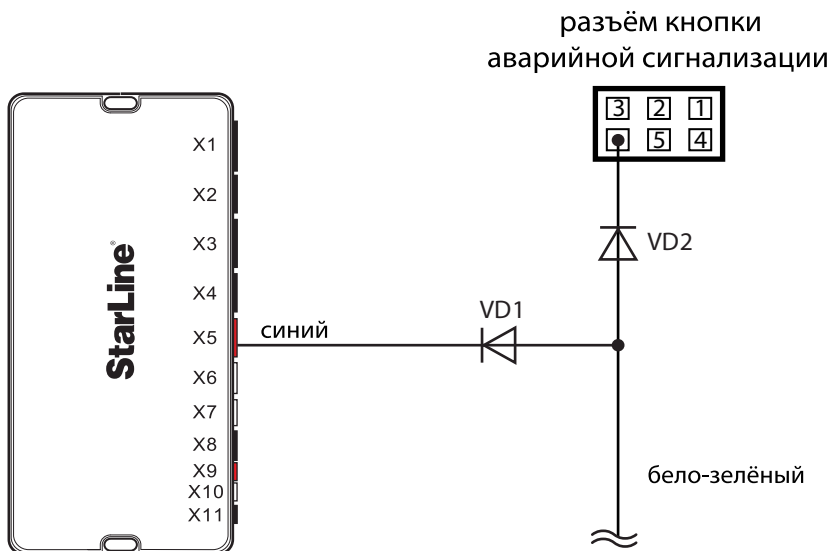 разъём кнопки
аварийной сигнализации
3 2 1
5 4
X1
X2
X3
X4
X5
X6
X7
X8
X9
X10
X11
StarLine®
синий
VD1
VD2
бело-зелёный